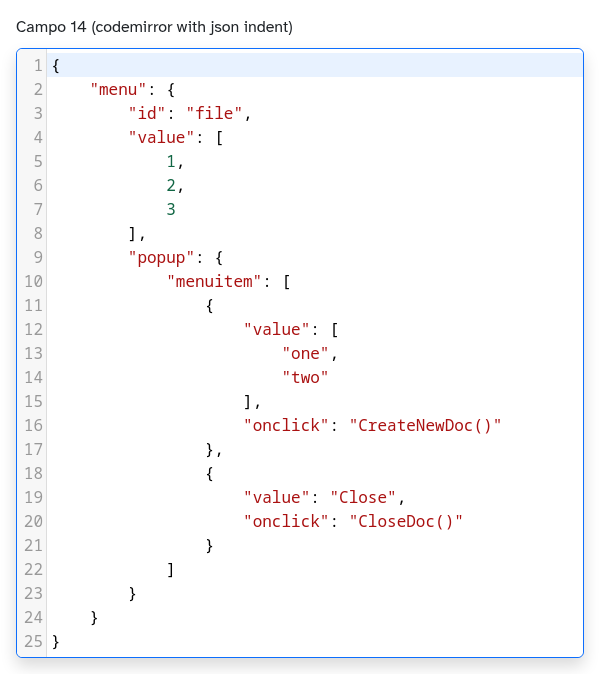 Campo 14 (codemirror with json indent)
1 {
2     "menu": {
3         "id": "file",
4         "value": [
5             1,
6             2,
7             3
8         ],
9         "popup": {
10             "menuitem": [
11                 {
12                     "value": [
13                         "one",
14                         "two"
15                     ],
16                     "onclick": "CreateNewDoc()"
17                 },
18                 {
19                     "value": "Close",
20                     "onclick": "CloseDoc()"
21                 }
22             ]
23         }
24     }
25 }